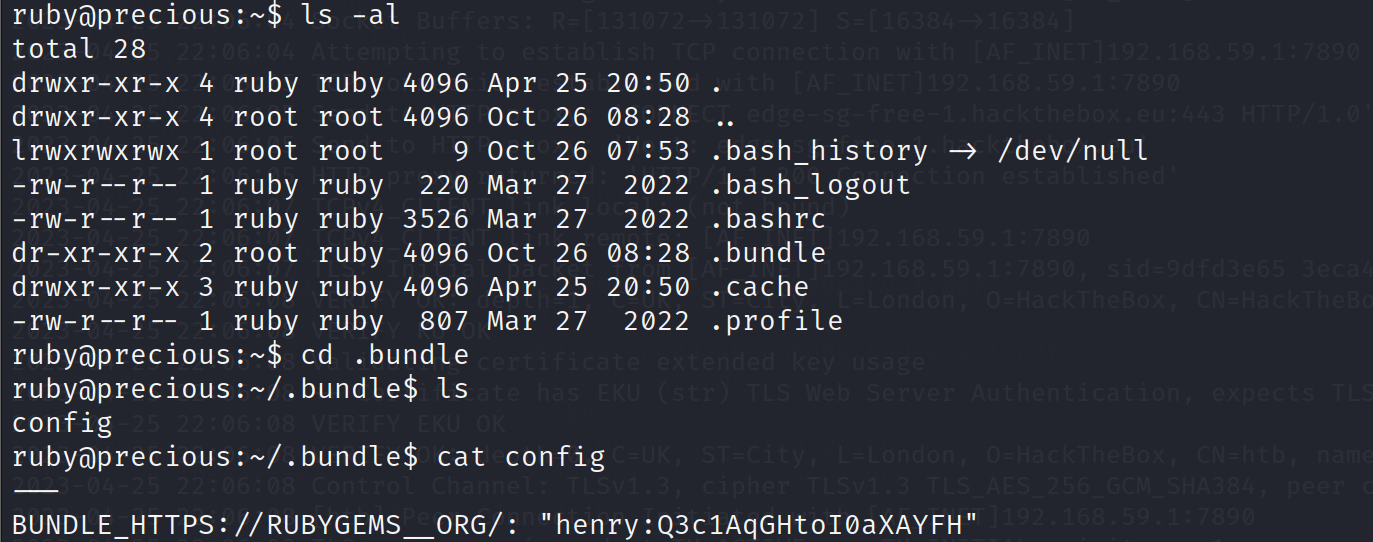 ruby@precious:~$ ls -al
total 28
drwxr-xr-x 4 ruby ruby 4096 Apr 25 20:50 .
drwxr-xr-x 4 root root 4096 Oct 26 08:28 ..
lrwxrwxrwx 1 root root    9 Oct 26 07:53 .bash_history -> /dev/null
-rw-r--r-- 1 ruby ruby  220 Mar 27  2022 .bash_logout
-rw-r--r-- 1 ruby ruby 3526 Mar 27  2022 .bashrc
dr-xr-xr-x 2 root ruby 4096 Oct 26 08:28 .bundle
drwxr-xr-x 3 ruby ruby 4096 Apr 25 20:50 .cache
-rw-r--r-- 1 ruby ruby  807 Mar 27  2022 .profile
ruby@precious:~$ cd .bundle
ruby@precious:~/.bundle$ ls
config
ruby@precious:~/.bundle$ cat config
---
BUNDLE_HTTPS://RUBYGEMS__ORG/: "henry:Q3c1AqGHtoI0aXAYFH"